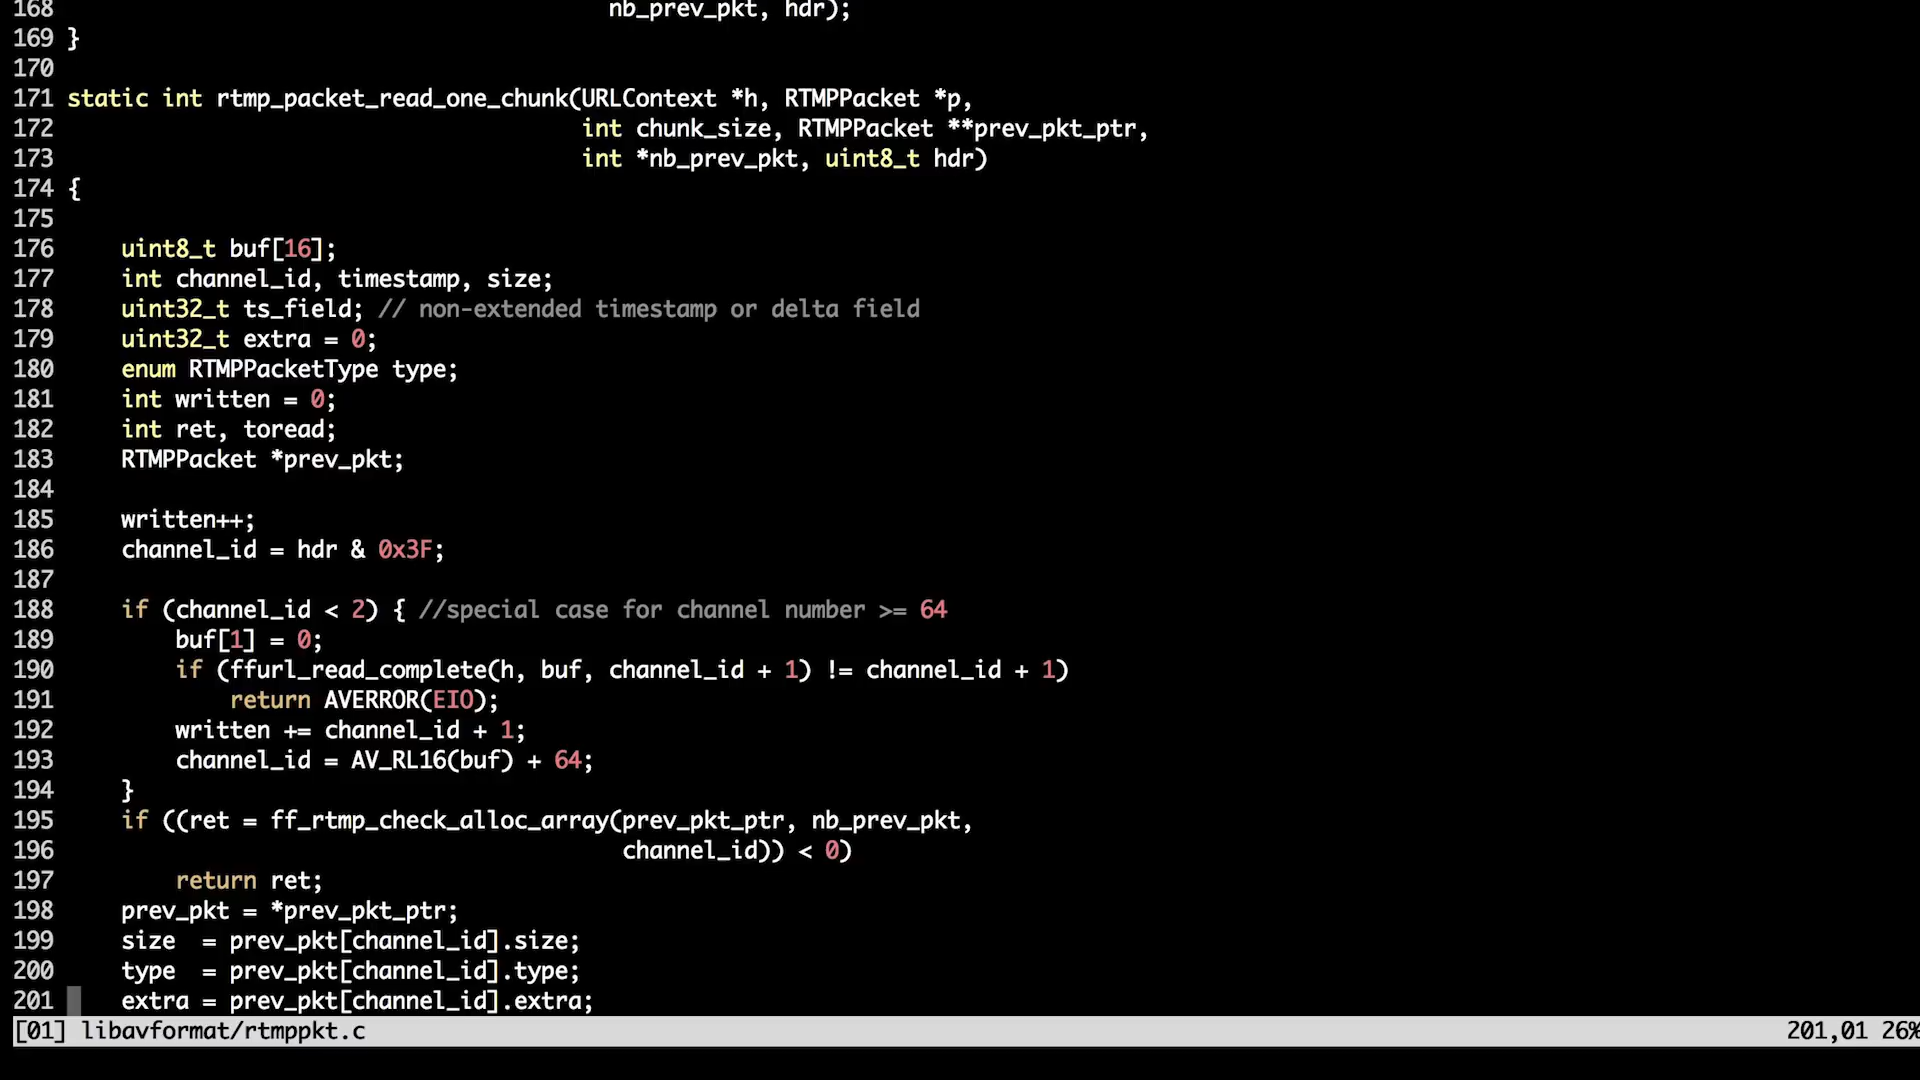 168                                         nb_prev_pkt, hdr);
169 }
170
171 static int rtmp_packet_read_one_chunk(URLContext *h, RTMPPacket *p,
172                                       int chunk_size, RTMPPacket **prev_pkt_ptr,
173                                       int *nb_prev_pkt, uint8_t hdr)
174 {
175
176     uint8_t buf[16];
177     int channel_id, timestamp, size;
178     uint32_t ts_field; // non-extended timestamp or delta field
179     uint32_t extra = 0;
180     enum RTMPPacketType type;
181     int written = 0;
182     int ret, toread;
183     RTMPPacket *prev_pkt;
184
185     written++;
186     channel_id = hdr & 0x3F;
187
188     if (channel_id < 2) { //special case for channel number >= 64
189         buf[1] = 0;
190         if (ffurl_read_complete(h, buf, channel_id + 1) != channel_id + 1)
191             return AVERROR(EIO);
192         written += channel_id + 1;
193         channel_id = AV_RL16(buf) + 64;
194     }
195     if ((ret = ff_rtmp_check_alloc_array(prev_pkt_ptr, nb_prev_pkt,
196                                          channel_id)) < 0)
197         return ret;
198     prev_pkt = *prev_pkt_ptr;
199     size  = prev_pkt[channel_id].size;
200     type  = prev_pkt[channel_id].type;
201     extra = prev_pkt[channel_id].extra;
[01] libavformat/rtmppkt.c 201,01 26%